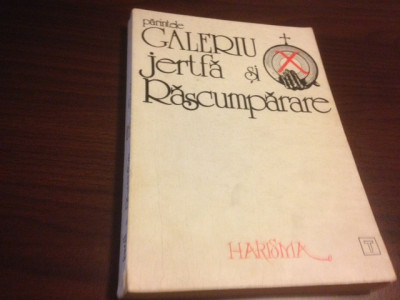 părintele
GALERIU
jertfă și
Răscumpărare
HARISMA
T